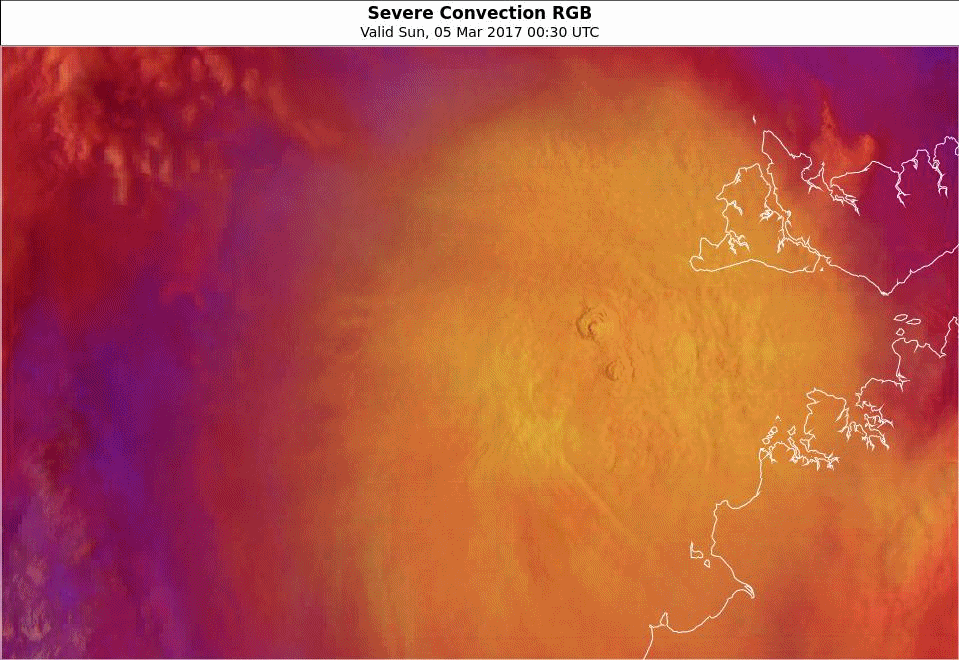 Severe Convection RGB
Valid Sun, 05 Mar 2017 00:30 UTC